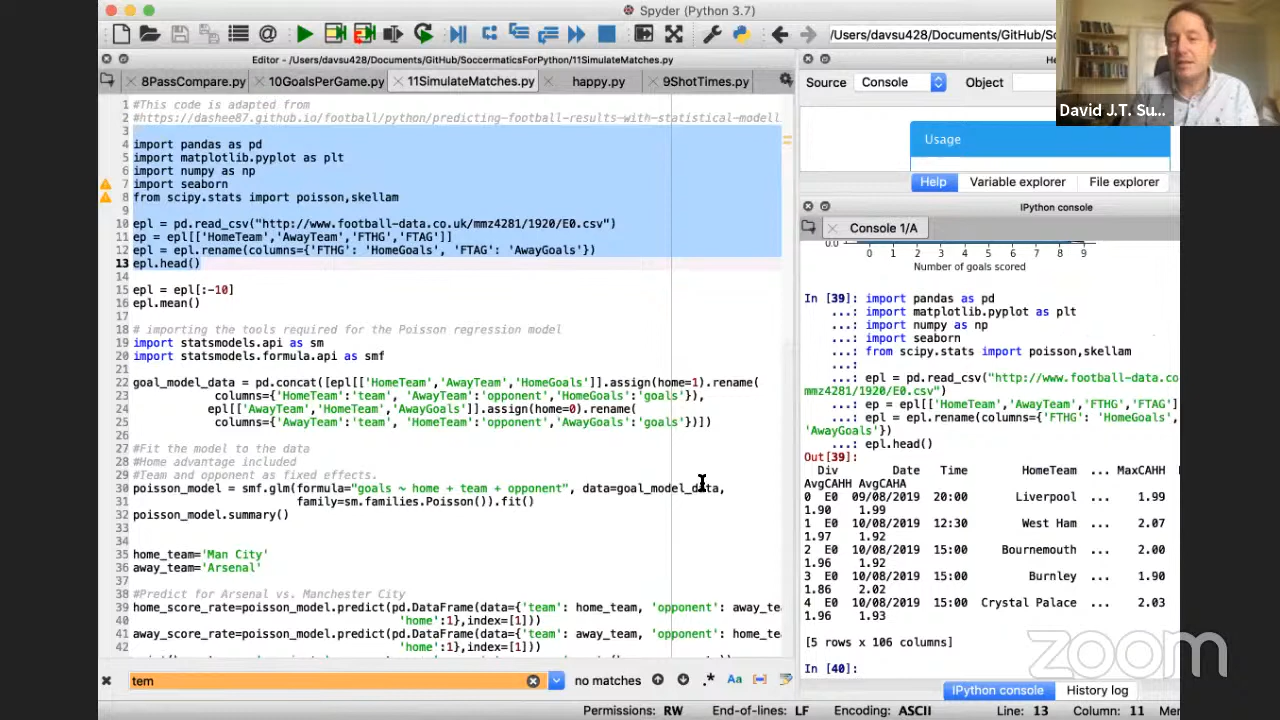 Spyder (Python 3.7)
/Users/davsu428/Documents/GitHub/So
Editor - /Users/davsu428/Documents/GitHub/SoccermaticsForPython/11SimulateMatches.py
8PassCompare.py
10GoalsPerGame.py
11SimulateMatches.py
happy.py
9ShotTimes.py
1 #This code is adapted from
2 #https://dashee87.github.io/football/python/predicting-football-results-with-statistical-modell
3
4 import pandas as pd
5 import matplotlib.pyplot as plt
6 import numpy as np
7 import seaborn
8 from scipy.stats import poisson,skellam
9
10 epl = pd.read_csv("http://www.football-data.co.uk/mmz4281/1920/E0.csv")
11 ep = epl[['HomeTeam','AwayTeam','FTHG','FTAG']]
12 epl = epl.rename(columns={'FTHG': 'HomeGoals', 'FTAG': 'AwayGoals'})
13 epl.head()
14
15 epl = epl[:-10]
16 epl.mean()
17
18 # importing the tools required for the Poisson regression model
19 import statsmodels.api as sm
20 import statsmodels.formula.api as smf
21
22 goal_model_data = pd.concat([epl[['HomeTeam','AwayTeam','HomeGoals']].assign(home=1).rename(
23 columns={'HomeTeam':'team', 'AwayTeam':'opponent','HomeGoals':'goals'}),
24 epl[['AwayTeam','HomeTeam','AwayGoals']].assign(home=0).rename(
25 columns={'AwayTeam':'team', 'HomeTeam':'opponent','AwayGoals':'goals'})])
26
27 #Fit the model to the data
28 #Home advantage included
29 #Team and opponent as fixed effects.
30 poisson_model = smf.glm(formula="goals ~ home + team + opponent", data=goal_model_data,
31 family=sm.families.Poisson()).fit()
32 poisson_model.summary()
33
34
35 home_team='Man City'
36 away_team='Arsenal'
37
38 #Predict for Arsenal vs. Manchester City
39 home_score_rate=poisson_model.predict(pd.DataFrame(data={'team': home_team, 'opponent': away_te
40 'home':1},index=[1]))
41 away_score_rate=poisson_model.predict(pd.DataFrame(data={'team': away_team, 'opponent': home_te
42 'home':1},index=[1]))
tem
no matches
.*
Aa
Source
Console
Object
Usage
Help
Variable explorer
File explorer
IPython console
Console 1/A
0.0
0 1 2 3 4 5 6 7 8 9
Number of goals scored
In [39]: import pandas as pd
...: import matplotlib.pyplot as plt
...: import numpy as np
...: import seaborn
...: from scipy.stats import poisson,skellam
...:
...: epl = pd.read_csv("http://www.football-data.co
mmz4281/1920/E0.csv")
...: ep = epl[['HomeTeam','AwayTeam','FTHG','FTAG']
...: epl = epl.rename(columns={'FTHG': 'HomeGoals',
'AwayGoals'})
...: epl.head()
Out[39]:
Div Date Time HomeTeam ... MaxCAHH
AvgCAHH AvgCAHA
0 E0 09/08/2019 20:00 Liverpool ... 1.99
1.90 1.99
1 E0 10/08/2019 12:30 West Ham ... 2.07
1.97 1.92
2 E0 10/08/2019 15:00 Bournemouth ... 2.00
1.96 1.92
3 E0 10/08/2019 15:00 Burnley ... 1.90
1.86 2.02
4 E0 10/08/2019 15:00 Crystal Palace ... 2.03
1.96 1.93
[5 rows x 106 columns]
In [40]:
IPython console
History log
Permissions: RW
End-of-lines: LF
Encoding: ASCII
Line: 13
Column: 11
Mer
David J.T. Su...
zoom